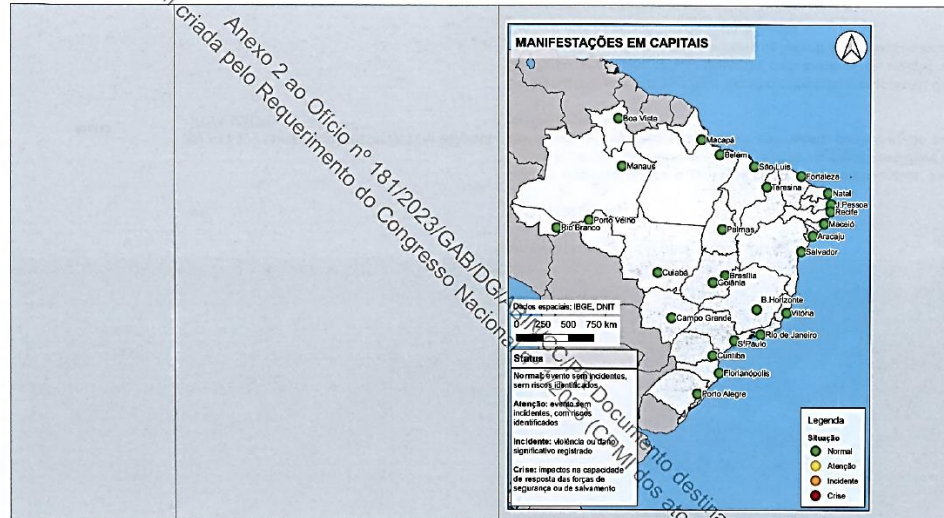 Anexo 2 ao Ofício nº 181/2023/GAB/DG/ABIN/CC/PR. Documento destina
criada pelo Requerimento do Congresso Nacional 2023 (CPMI dos
MANIFESTAÇÕES EM CAPITAIS
Boa Vista
Macapá
Belém
São Luis
Manaus
Fortaleza
Teresina
Natal
J.Pessoa
Recife
Porto Velho
Maceió
Rio Branco
Palmas
Aracaju
Salvador
Cuiabá
Brasília
Goiânia
B.Horizonte
Dados espaciais: IBGE, DNIT
Campo Grande
Vitória
0 250 500 750 km
Rio de Janeiro
S.Paulo
Curitiba
Florianópolis
Porto Alegre
Status
Normal: evento sem incidentes,
sem riscos identificados
Atenção: evento sem
incidentes, com riscos
identificados
Incidente: violência ou dano
significativo registrado
Crise: impactos na capacidade
de resposta das forças de
segurança ou de salvamento
Legenda
Situação
Normal
Atenção
Incidente
Crise